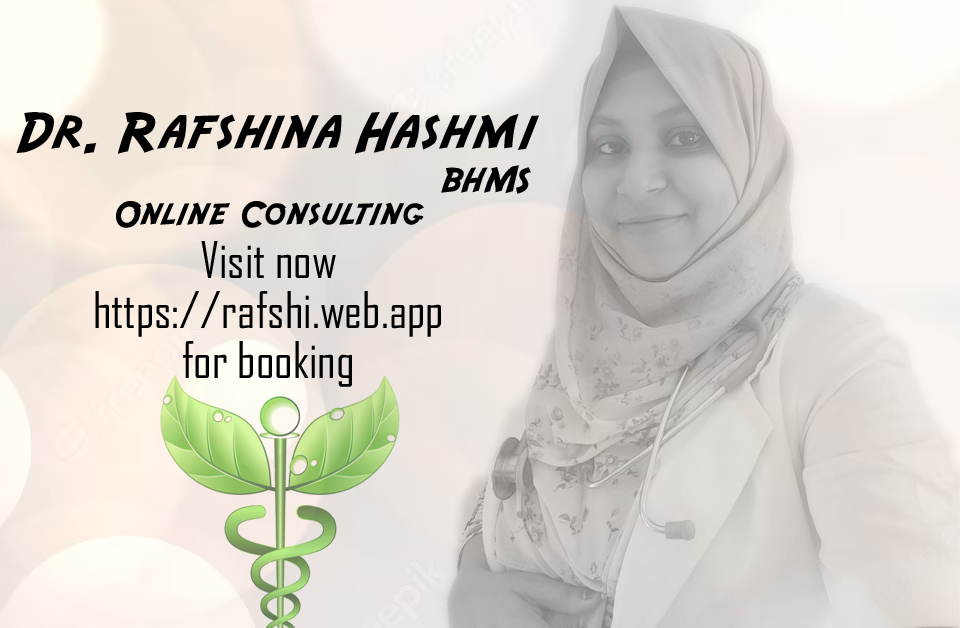 Dr. Rafshina Hashmi
BHMS
Online Consulting
Visit now
https://rafshi.web.app
for booking